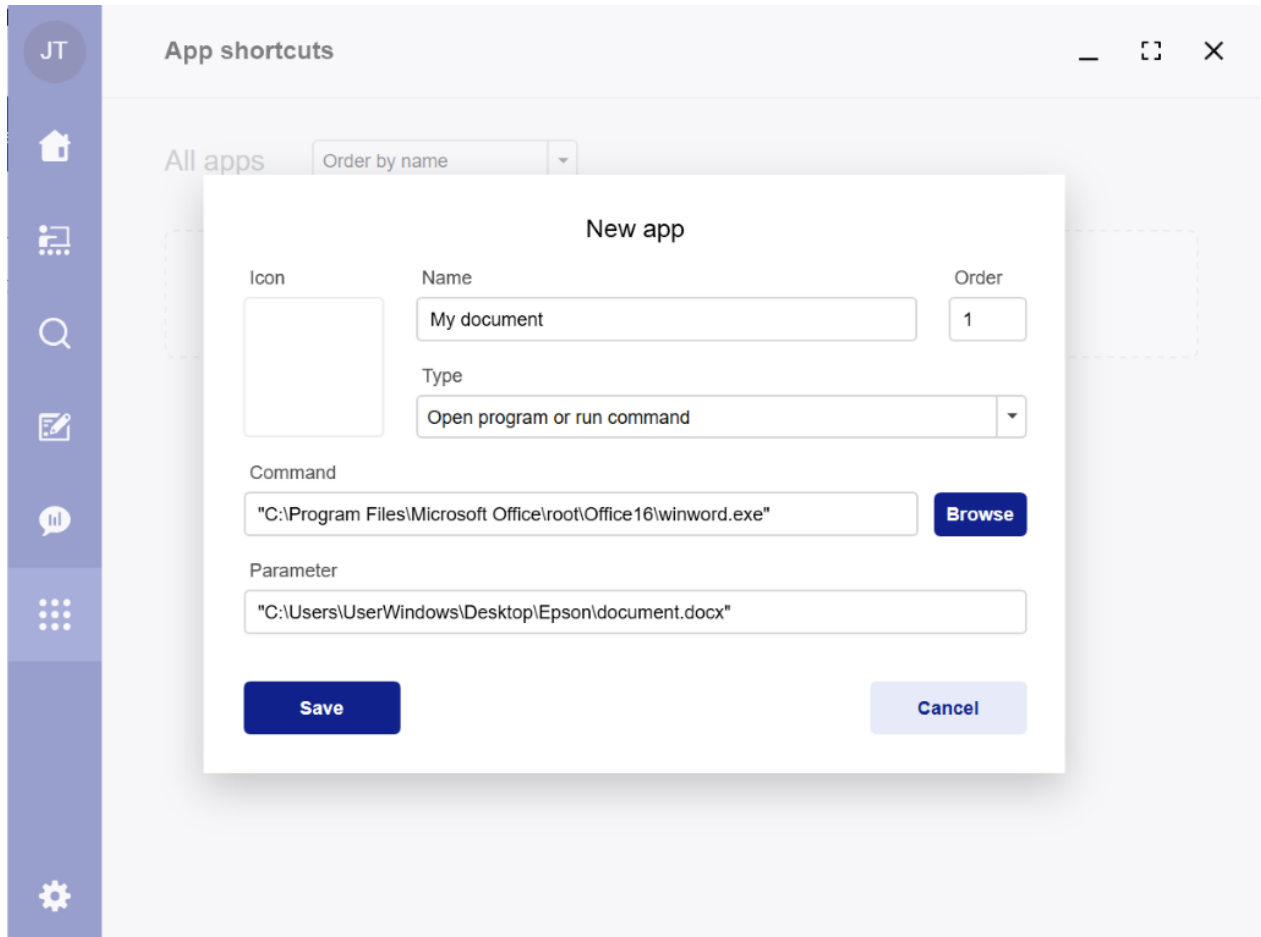 JT
App shortcuts
All apps
Order by name
New app
Icon
Name
Order
My document
1
Type
Open program or run command
Command
"C:\Program Files\Microsoft Office\root\Office16\winword.exe"
Browse
Parameter
"C:\Users\UserWindows\Desktop\Epson\document.docx"
Save
Cancel